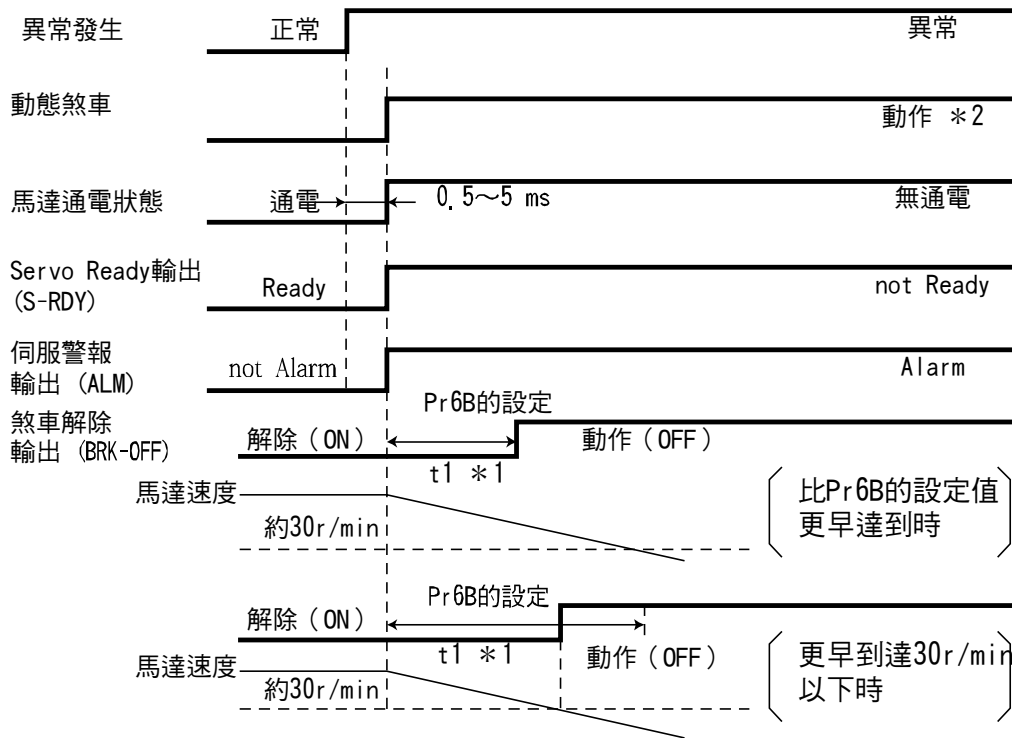 異常發生 正常 異常
動態煞車 動作 *2
馬達通電狀態 通電 0.5~5 ms 無通電
Servo Ready輸出
(S-RDY) Ready not Ready
伺服警報
輸出 (ALM) not Alarm Alarm
Pr6B的設定
煞車解除
輸出 (BRK-OFF) 解除(ON) 動作(OFF)
t1 *1
馬達速度
約30r/min
比Pr6B的設定值
更早達到時
Pr6B的設定
解除(ON)
t1 *1 動作(OFF)
馬達速度
約30r/min
更早到達30r/min
以下時